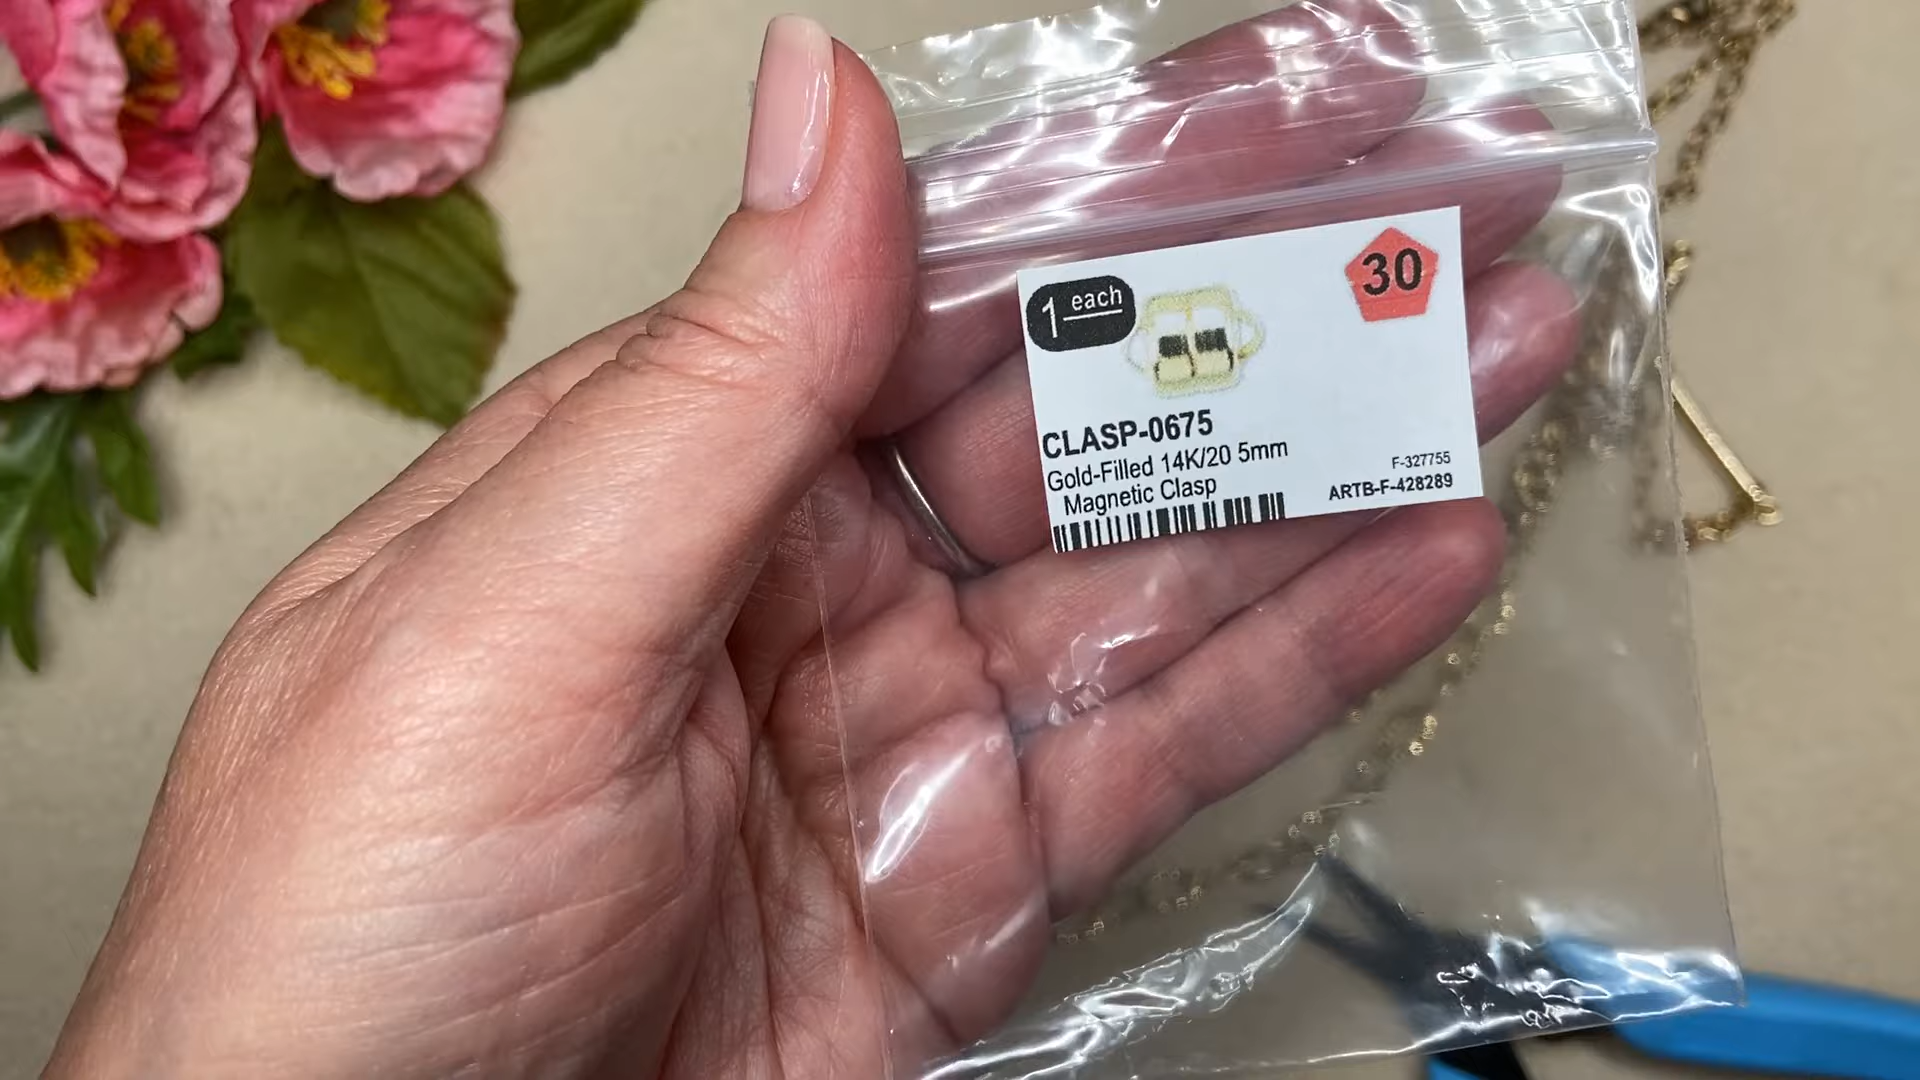 1 each
30
CLASP-0675
Gold-Filled 14K/20 5mm
Magnetic Clasp
F-327755
ARTB-F-428289